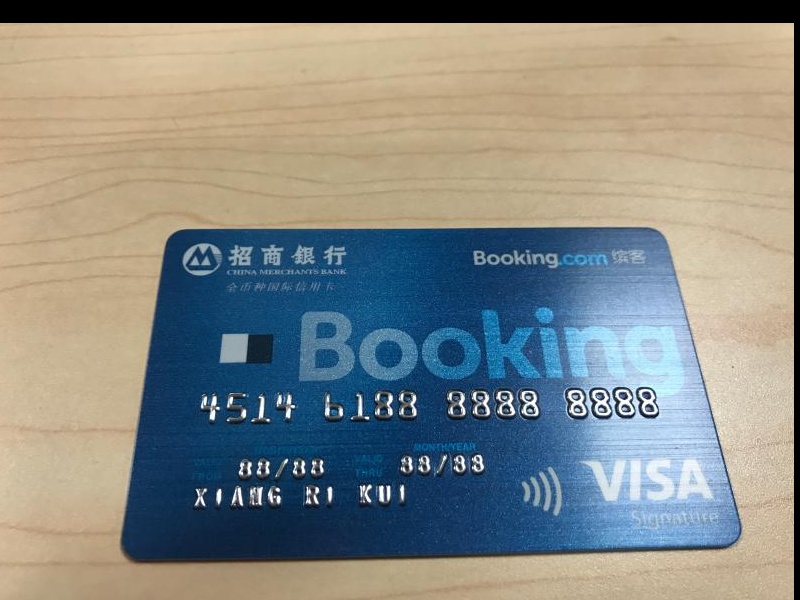 招商銀行
CHINA MERCHANTS BANK
全币种国际信用卡
Booking.com 缤客
Booking
4514 6188 8888 8888
MONTH/YEAR
88/88 VALID THRU 88/88
XIANG RI KUI
VISA
Signature